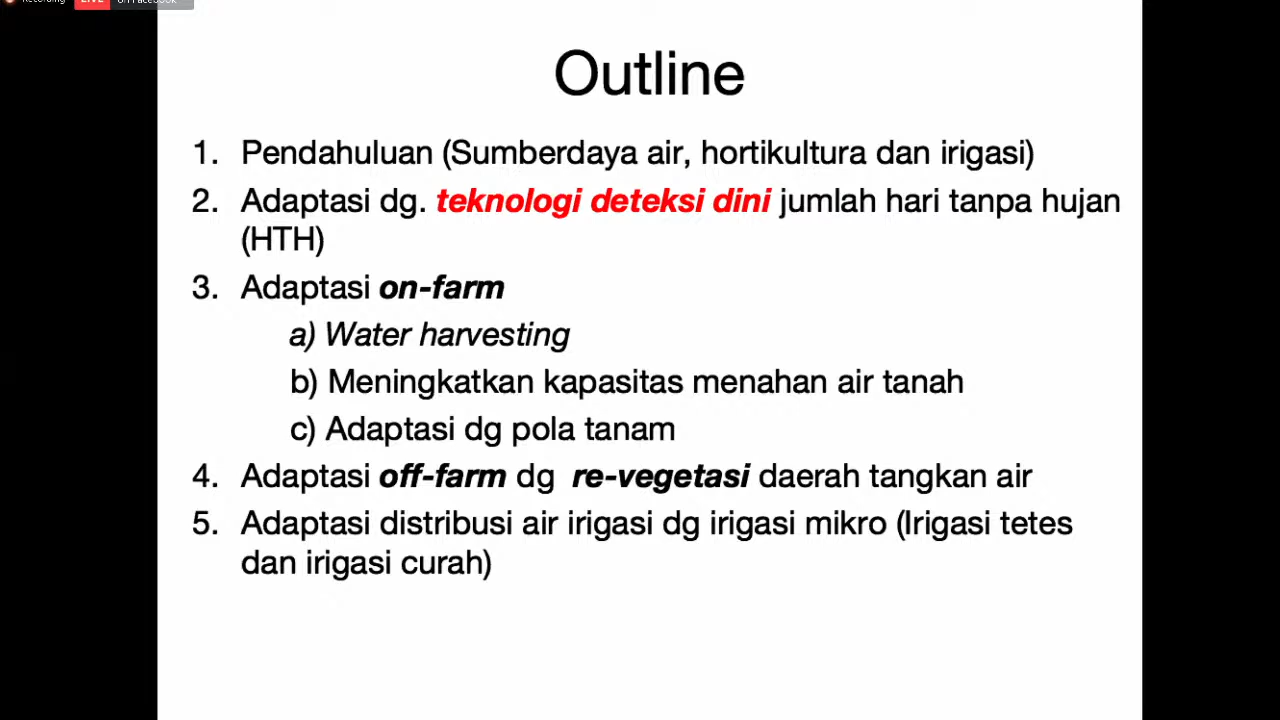 LIVE
on Facebook
Outline
1. Pendahuluan (Sumberdaya air, hortikultura dan irigasi)
2. Adaptasi dg. teknologi deteksi dini jumlah hari tanpa hujan
(HTH)
3. Adaptasi on-farm
a) Water harvesting
b) Meningkatkan kapasitas menahan air tanah
c) Adaptasi dg pola tanam
4. Adaptasi off-farm dg re-vegetasi daerah tangkan air
5. Adaptasi distribusi air irigasi dg irigasi mikro (Irigasi tetes
dan irigasi curah)